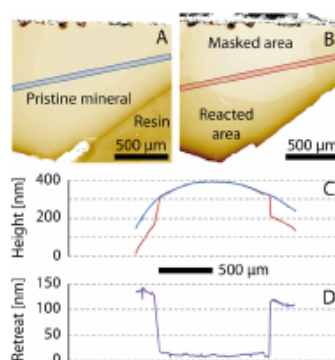 A
B
Masked area
Pristine mineral
Resin
Reacted area
500 µm
500 µm
400
200
0
Height [nm]
C
500 µm
150
100
50
0
Retreat [nm]
D